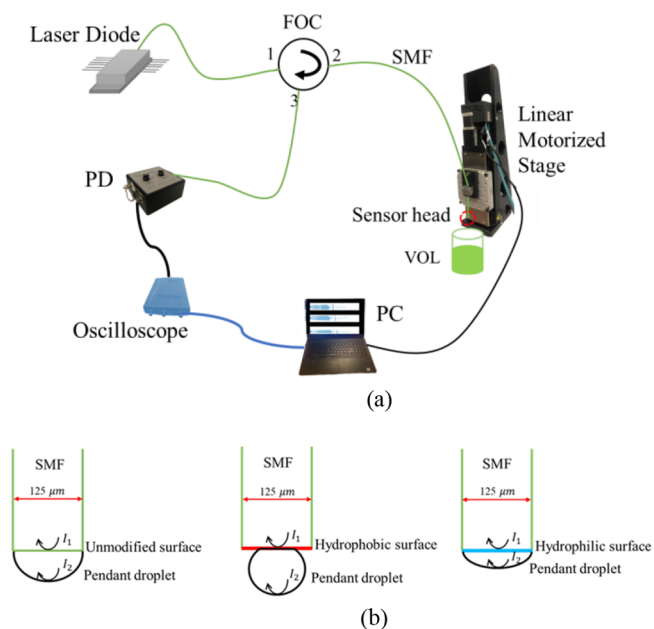 Laser Diode
FOC
1
2
3
SMF
Linear
Motorized
Stage
PD
Sensor head
VOL
Oscilloscope
PC
(a)
SMF
125 μm
I₁
Unmodified surface
I₂
Pendant droplet
SMF
125 μm
I₁
Hydrophobic surface
I₂
Pendant droplet
SMF
125 μm
I₁
Hydrophilic surface
I₂
Pendant droplet
(b)